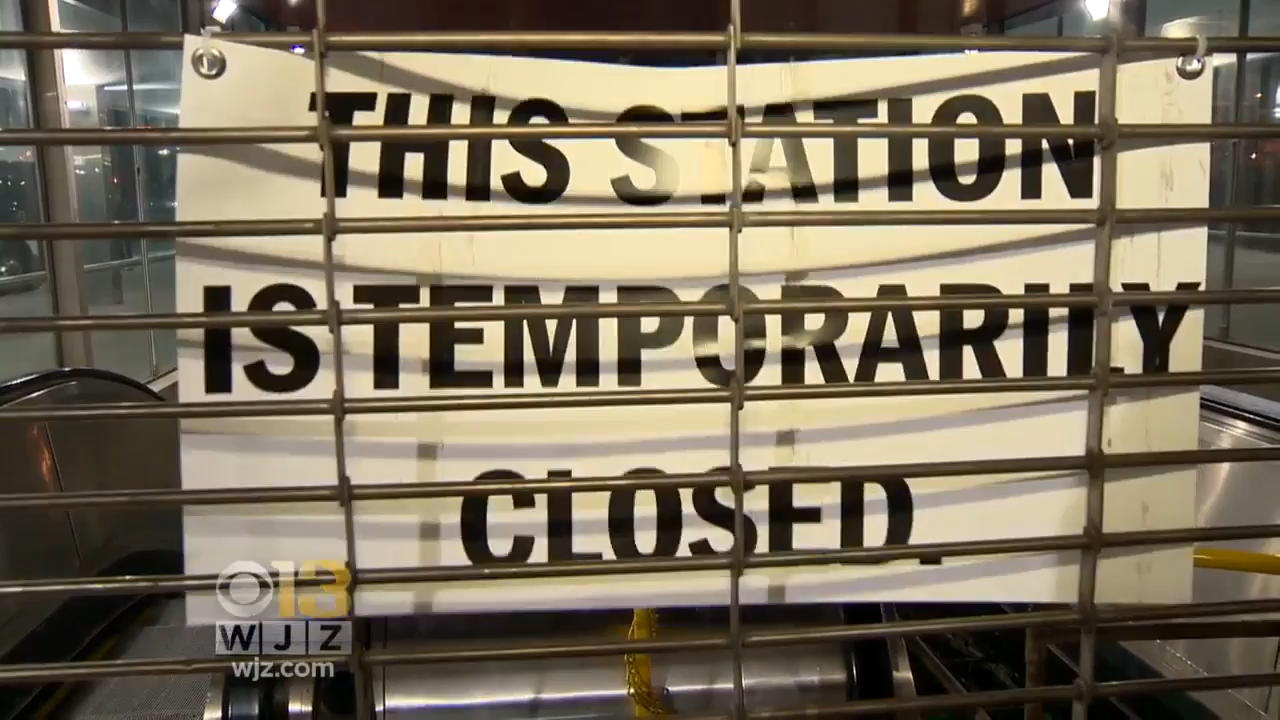 THIS STATION
IS TEMPORARILY
CLOSED.
13
WJZ
wjz.com